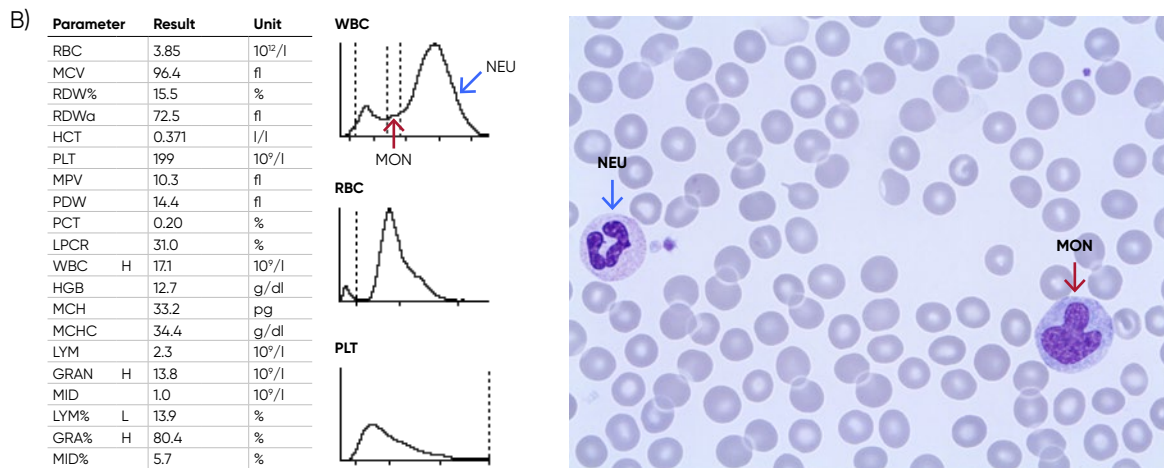 B)
Parameter Result Unit
RBC 3.85 10¹²/l
MCV 96.4 fl
RDW% 15.5 %
RDWa 72.5 fl
HCT 0.371 l/l
PLT 199 10⁹/l
MPV 10.3 fl
PDW 14.4 fl
PCT 0.20 %
LPCR 31.0 %
WBC H 17.1 10⁹/l
HGB 12.7 g/dl
MCH 33.2 pg
MCHC 34.4 g/dl
LYM 2.3 10⁹/l
GRAN H 13.8 10⁹/l
MID 1.0 10⁹/l
LYM% L 13.9 %
GRA% H 80.4 %
MID% 5.7 %
WBC
NEU
MON
RBC
PLT
NEU
MON